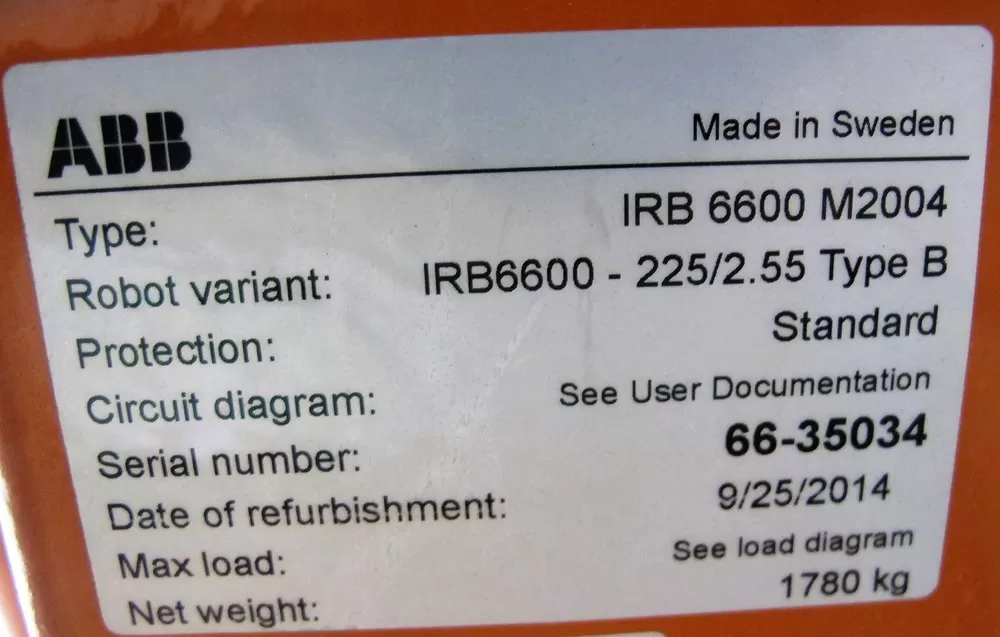 ABB Made in Sweden
Type: IRB 6600 M2004
Robot variant: IRB6600 - 225/2.55 Type B
Protection: Standard
Circuit diagram: See User Documentation
Serial number: 66-35034
Date of refurbishment: 9/25/2014
Max load: See load diagram
Net weight: 1780 kg